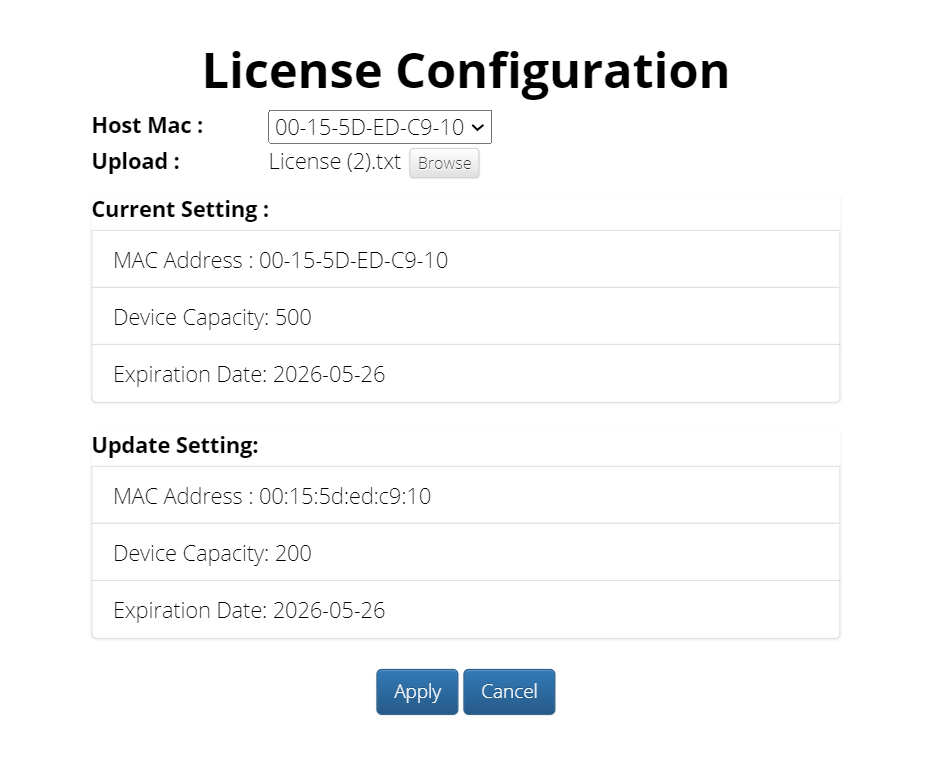 License Configuration
Host Mac : 00-15-5D-ED-C9-10
Upload : License (2).txt Browse
Current Setting :
MAC Address : 00-15-5D-ED-C9-10
Device Capacity: 500
Expiration Date: 2026-05-26
Update Setting:
MAC Address : 00:15:5d:ed:c9:10
Device Capacity: 200
Expiration Date: 2026-05-26
Apply Cancel